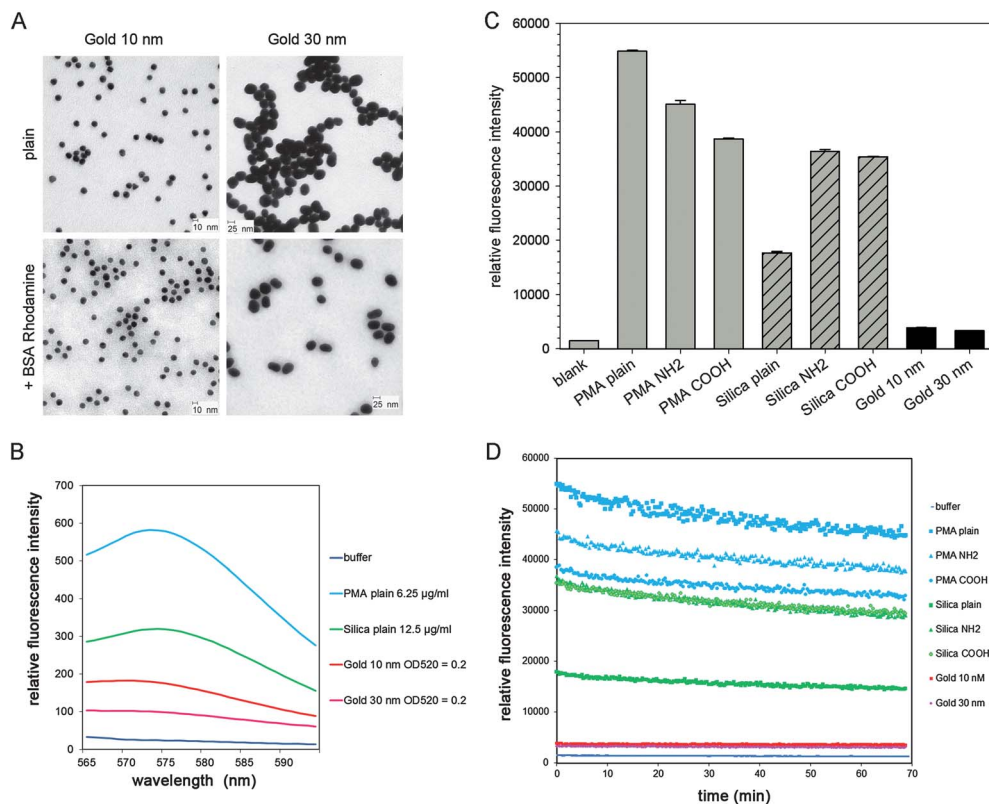 A
Gold 10 nm
Gold 30 nm
plain
10 nm
25 nm
+ BSA Rhodamine
10 nm
25 nm
B
relative fluorescence intensity
700
600
500
400
300
200
100
0
565
570
575
580
585
590
wavelength (nm)
buffer
PMA plain 6.25 µg/ml
Silica plain 12.5 µg/ml
Gold 10 nm OD520 = 0.2
Gold 30 nm OD520 = 0.2
C
relative fluorescence intensity
60000
50000
40000
30000
20000
10000
0
blank
PMA plain
PMA NH2
PMA COOH
Silica plain
Silica NH2
Silica COOH
Gold 10 nm
Gold 30 nm
D
relative fluorescence intensity
60000
50000
40000
30000
20000
10000
0
0
10
20
30
40
50
60
70
time (min)
buffer
PMA plain
PMA NH2
PMA COOH
Silica plain
Silica NH2
Silica COOH
Gold 10 nM
Gold 30 nm